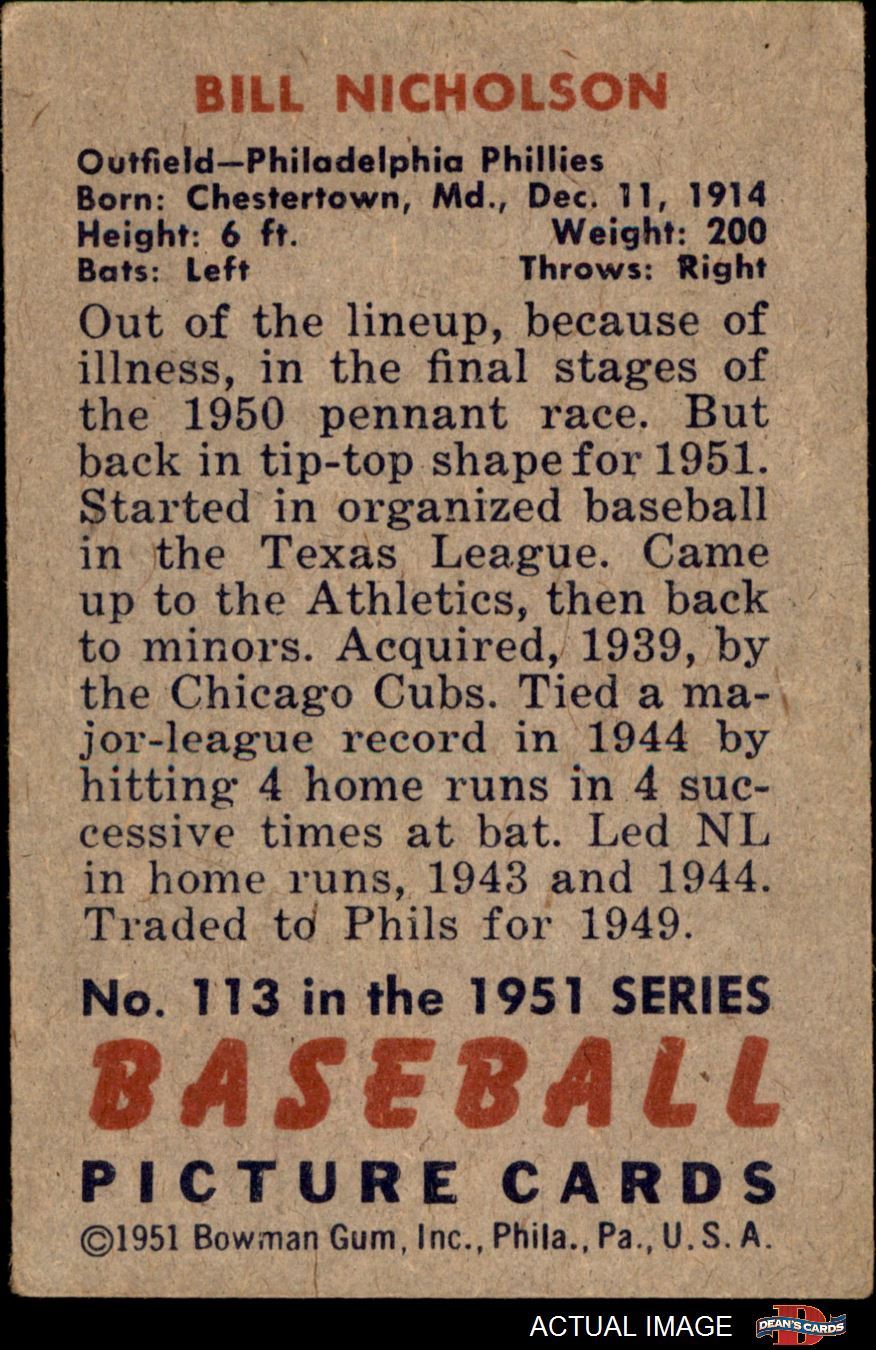 BILL NICHOLSON
Outfield—Philadelphia Phillies
Born: Chestertown, Md., Dec. 11, 1914
Height: 6 ft. Weight: 200
Bats: Left Throws: Right
Out of the lineup, because of
illness, in the final stages of
the 1950 pennant race. But
back in tip-top shape for 1951.
Started in organized baseball
in the Texas League. Came
up to the Athletics, then back
to minors. Acquired, 1939, by
the Chicago Cubs. Tied a ma-
jor-league record in 1944 by
hitting 4 home runs in 4 suc-
cessive times at bat. Led NL
in home runs, 1943 and 1944.
Traded to Phils for 1949.
No. 113 in the 1951 SERIES
BASEBALL
PICTURE CARDS
©1951 Bowman Gum, Inc., Phila., Pa., U. S. A.
ACTUAL IMAGE DEAN'S CARDS